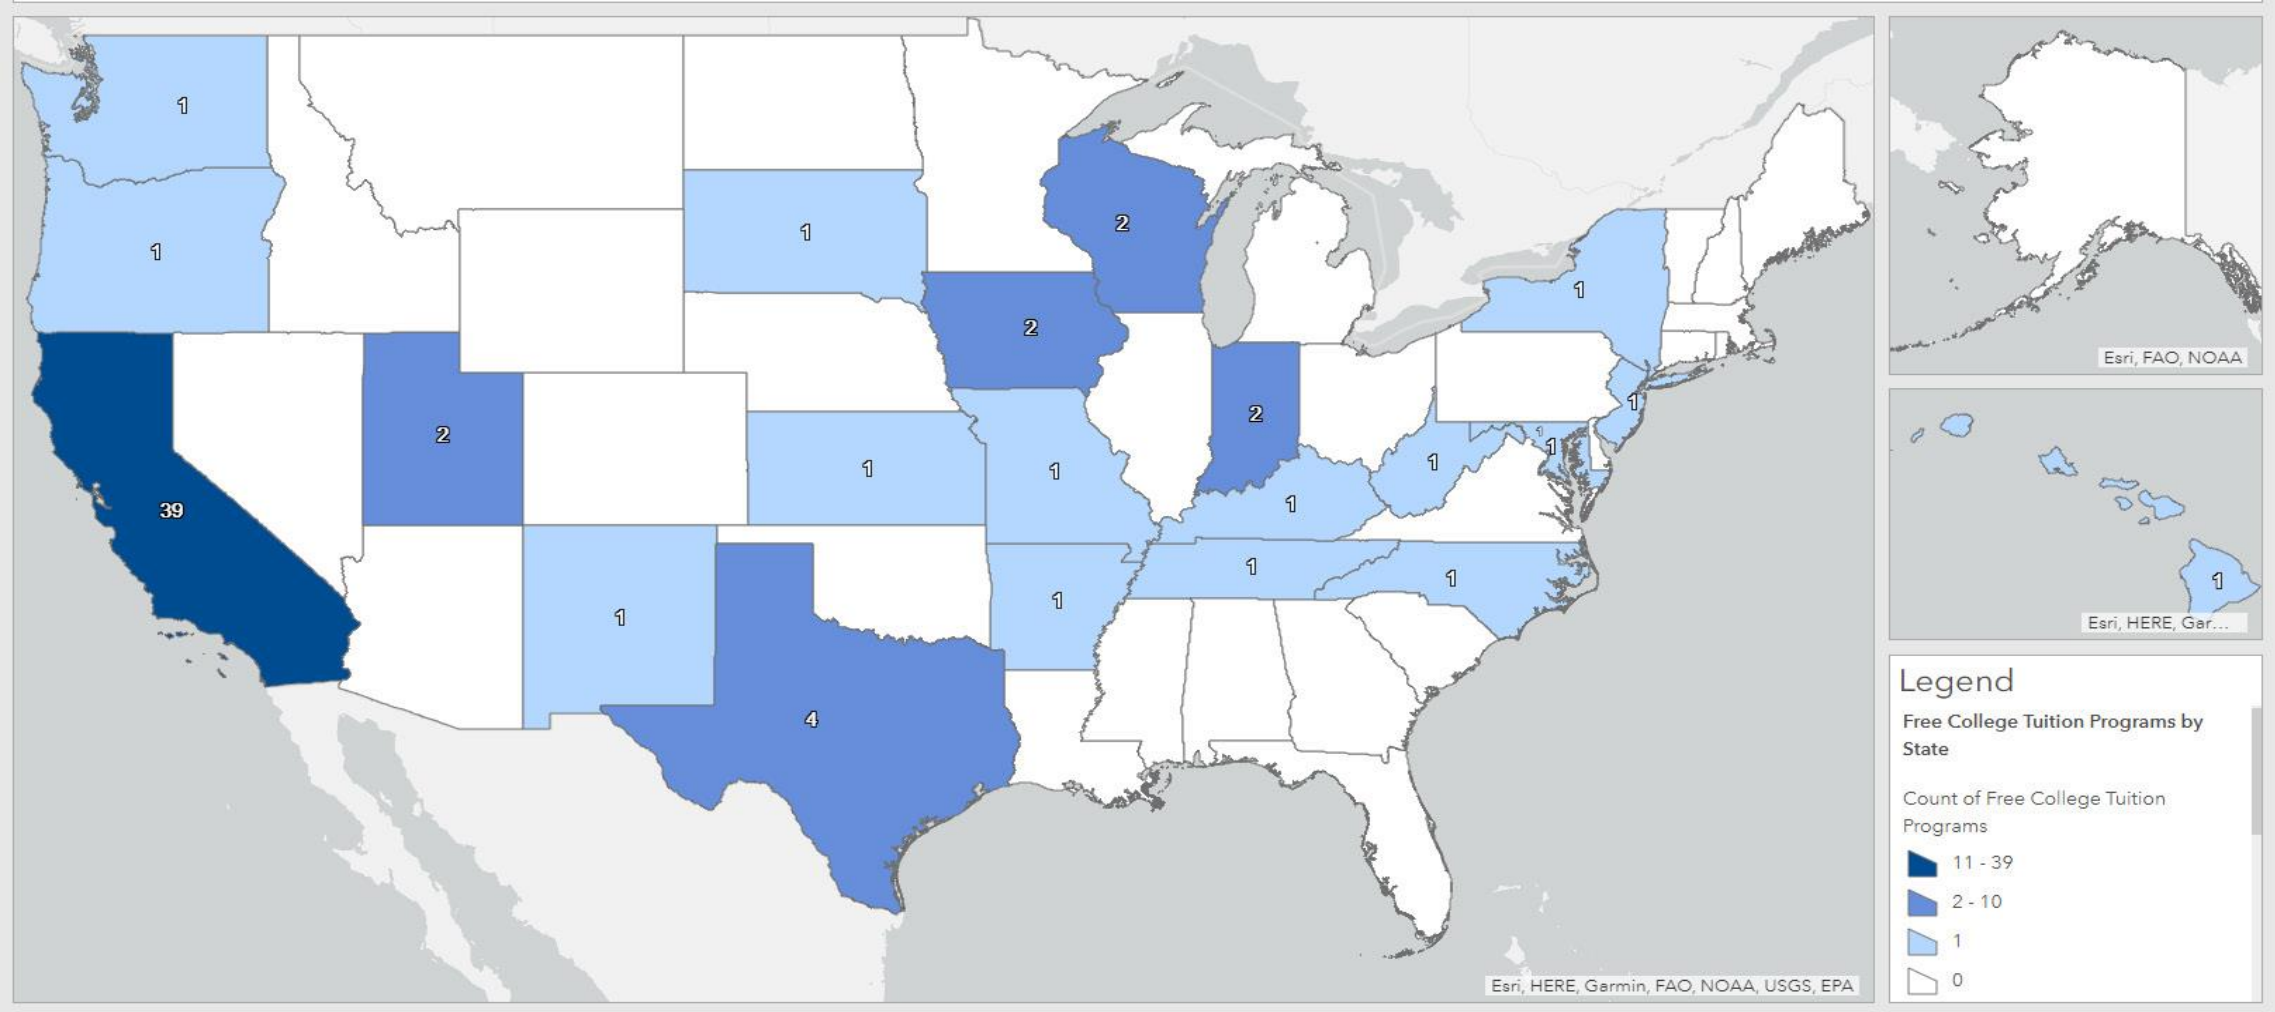 1
1
1
2
1
2
39
2
2
1
1
1
1
1
1
1
1
1
1
1
1
4
Esri, HERE, Garmin, FAO, NOAA, USGS, EPA
Esri, FAO, NOAA
1
Esri, HERE, Gar...
Legend
Free College Tuition Programs by
State
Count of Free College Tuition
Programs
11 - 39
2 - 10
1
0